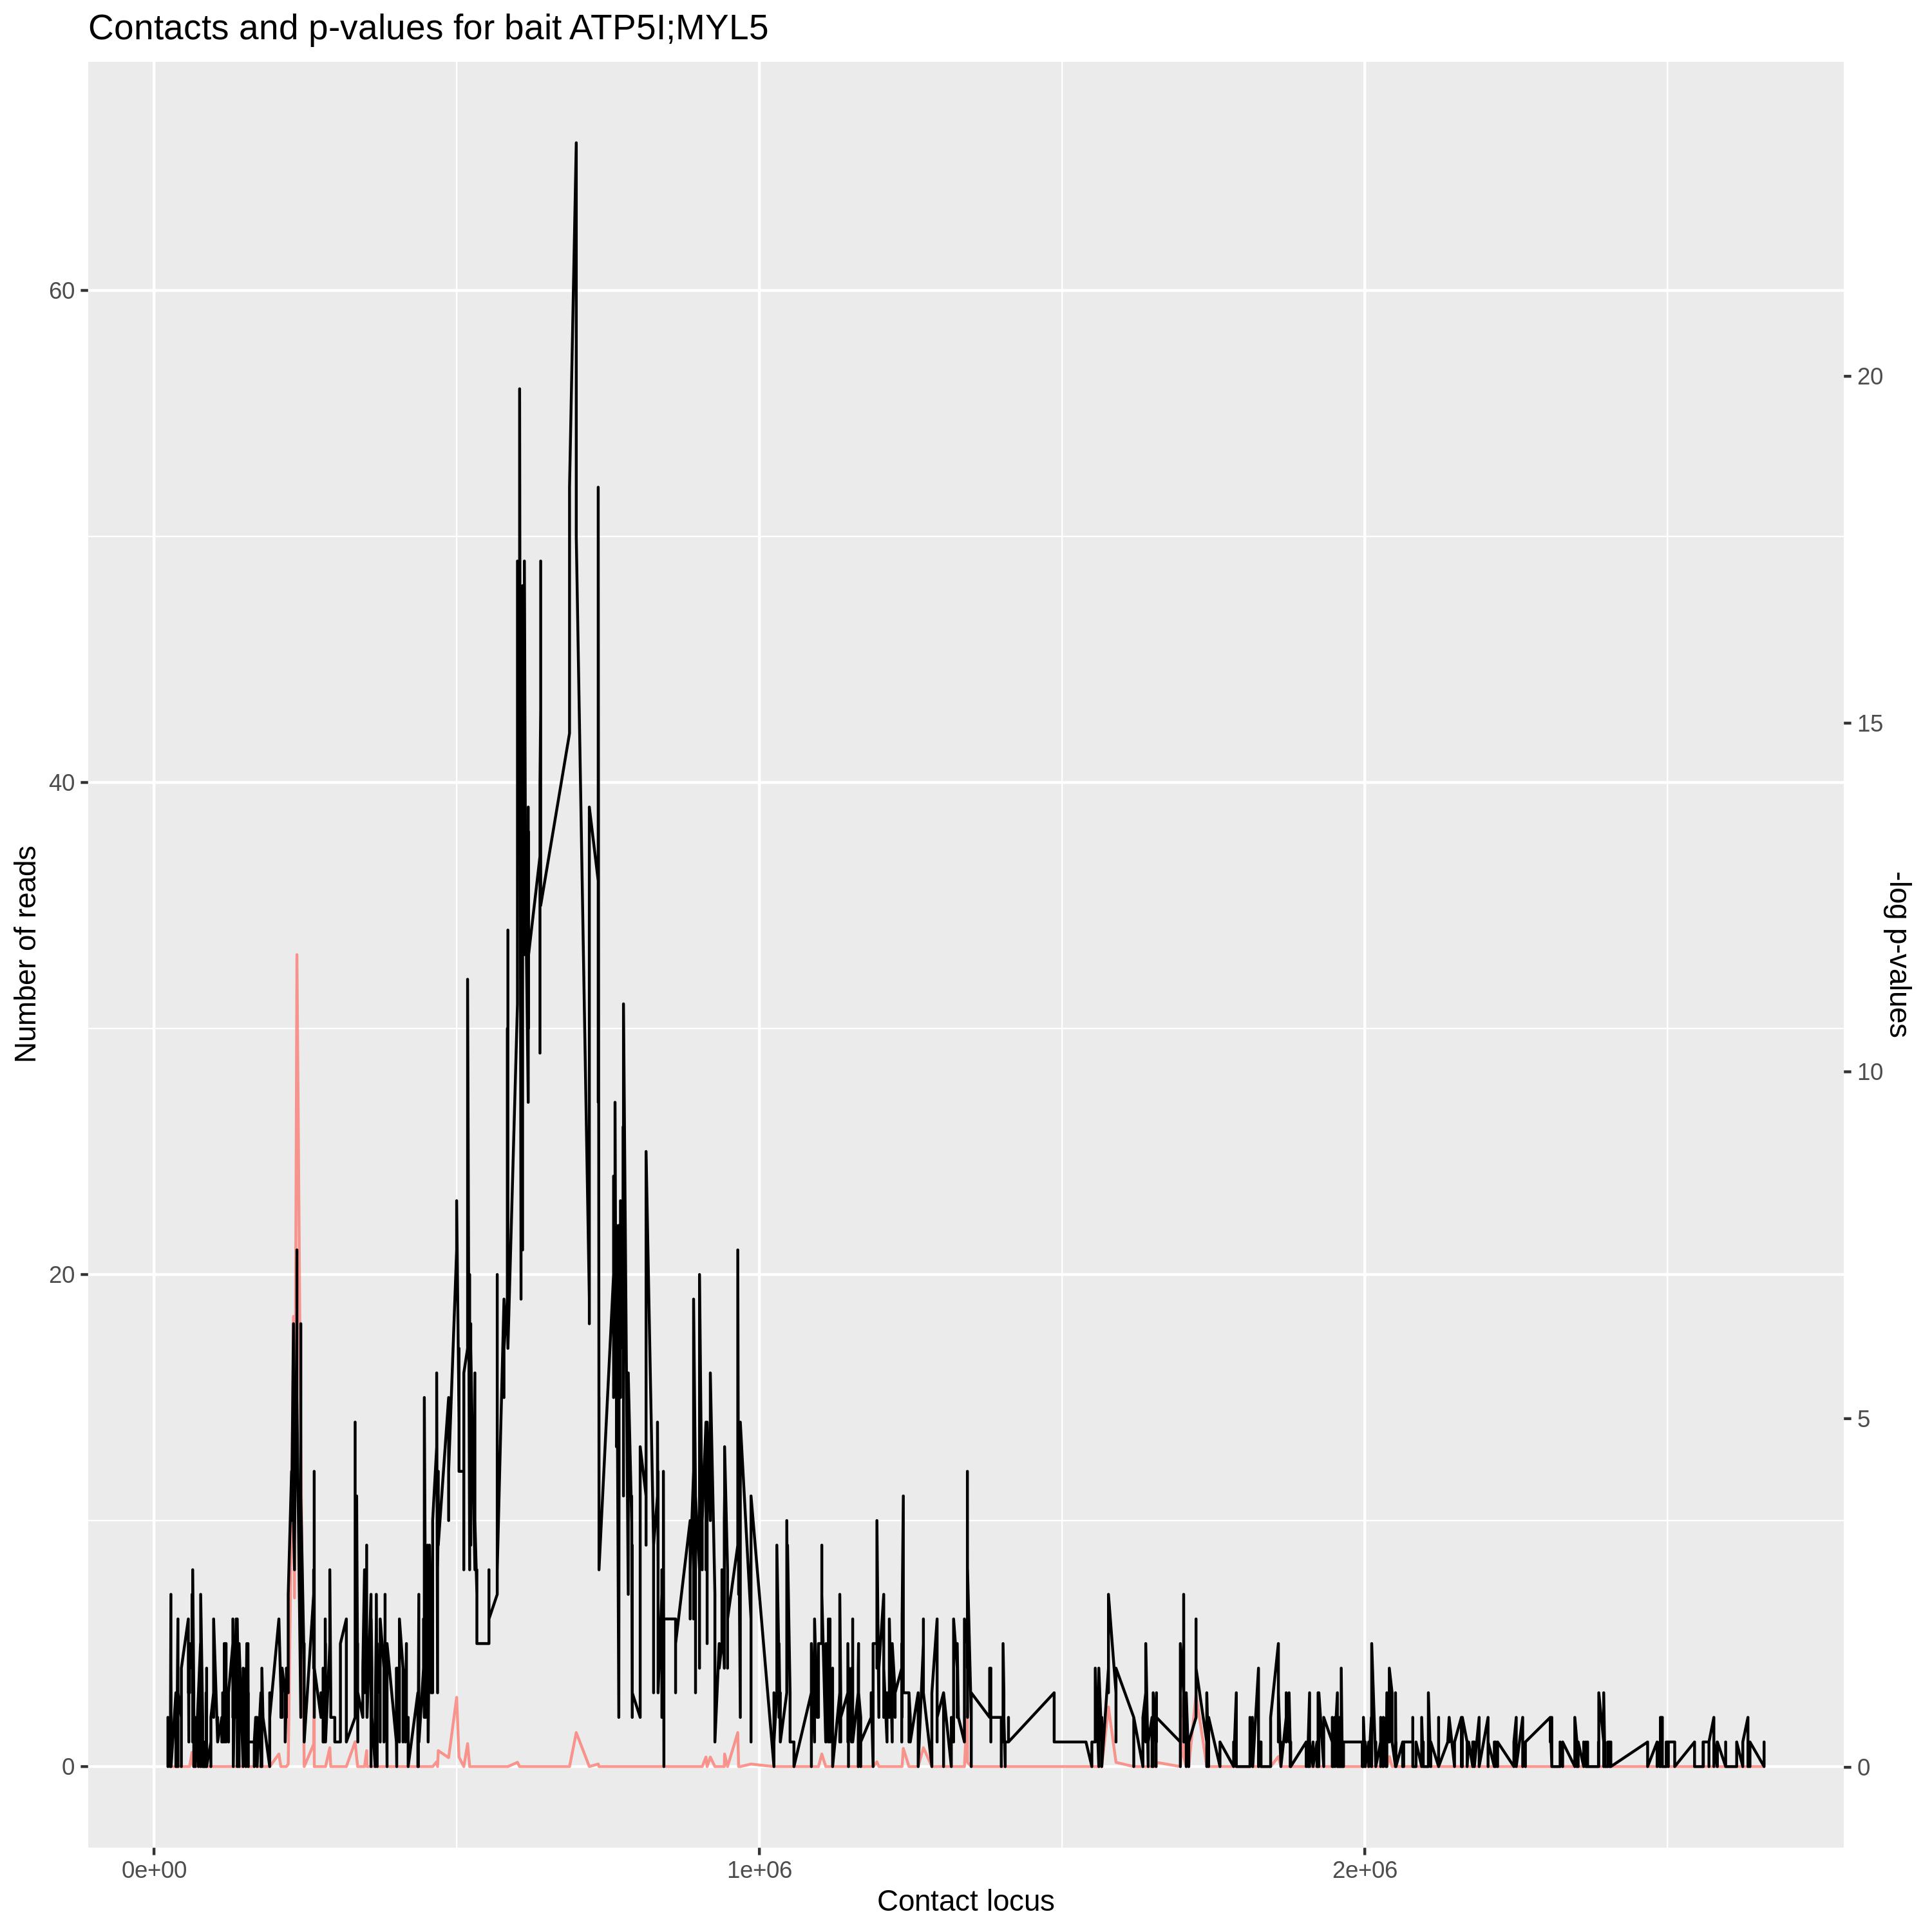 Contacts and p-values for bait ATP5I;MYL5
60
40
20
0
Number of reads
20
15
10
5
0
-log p-values
0e+00
1e+06
2e+06
Contact locus